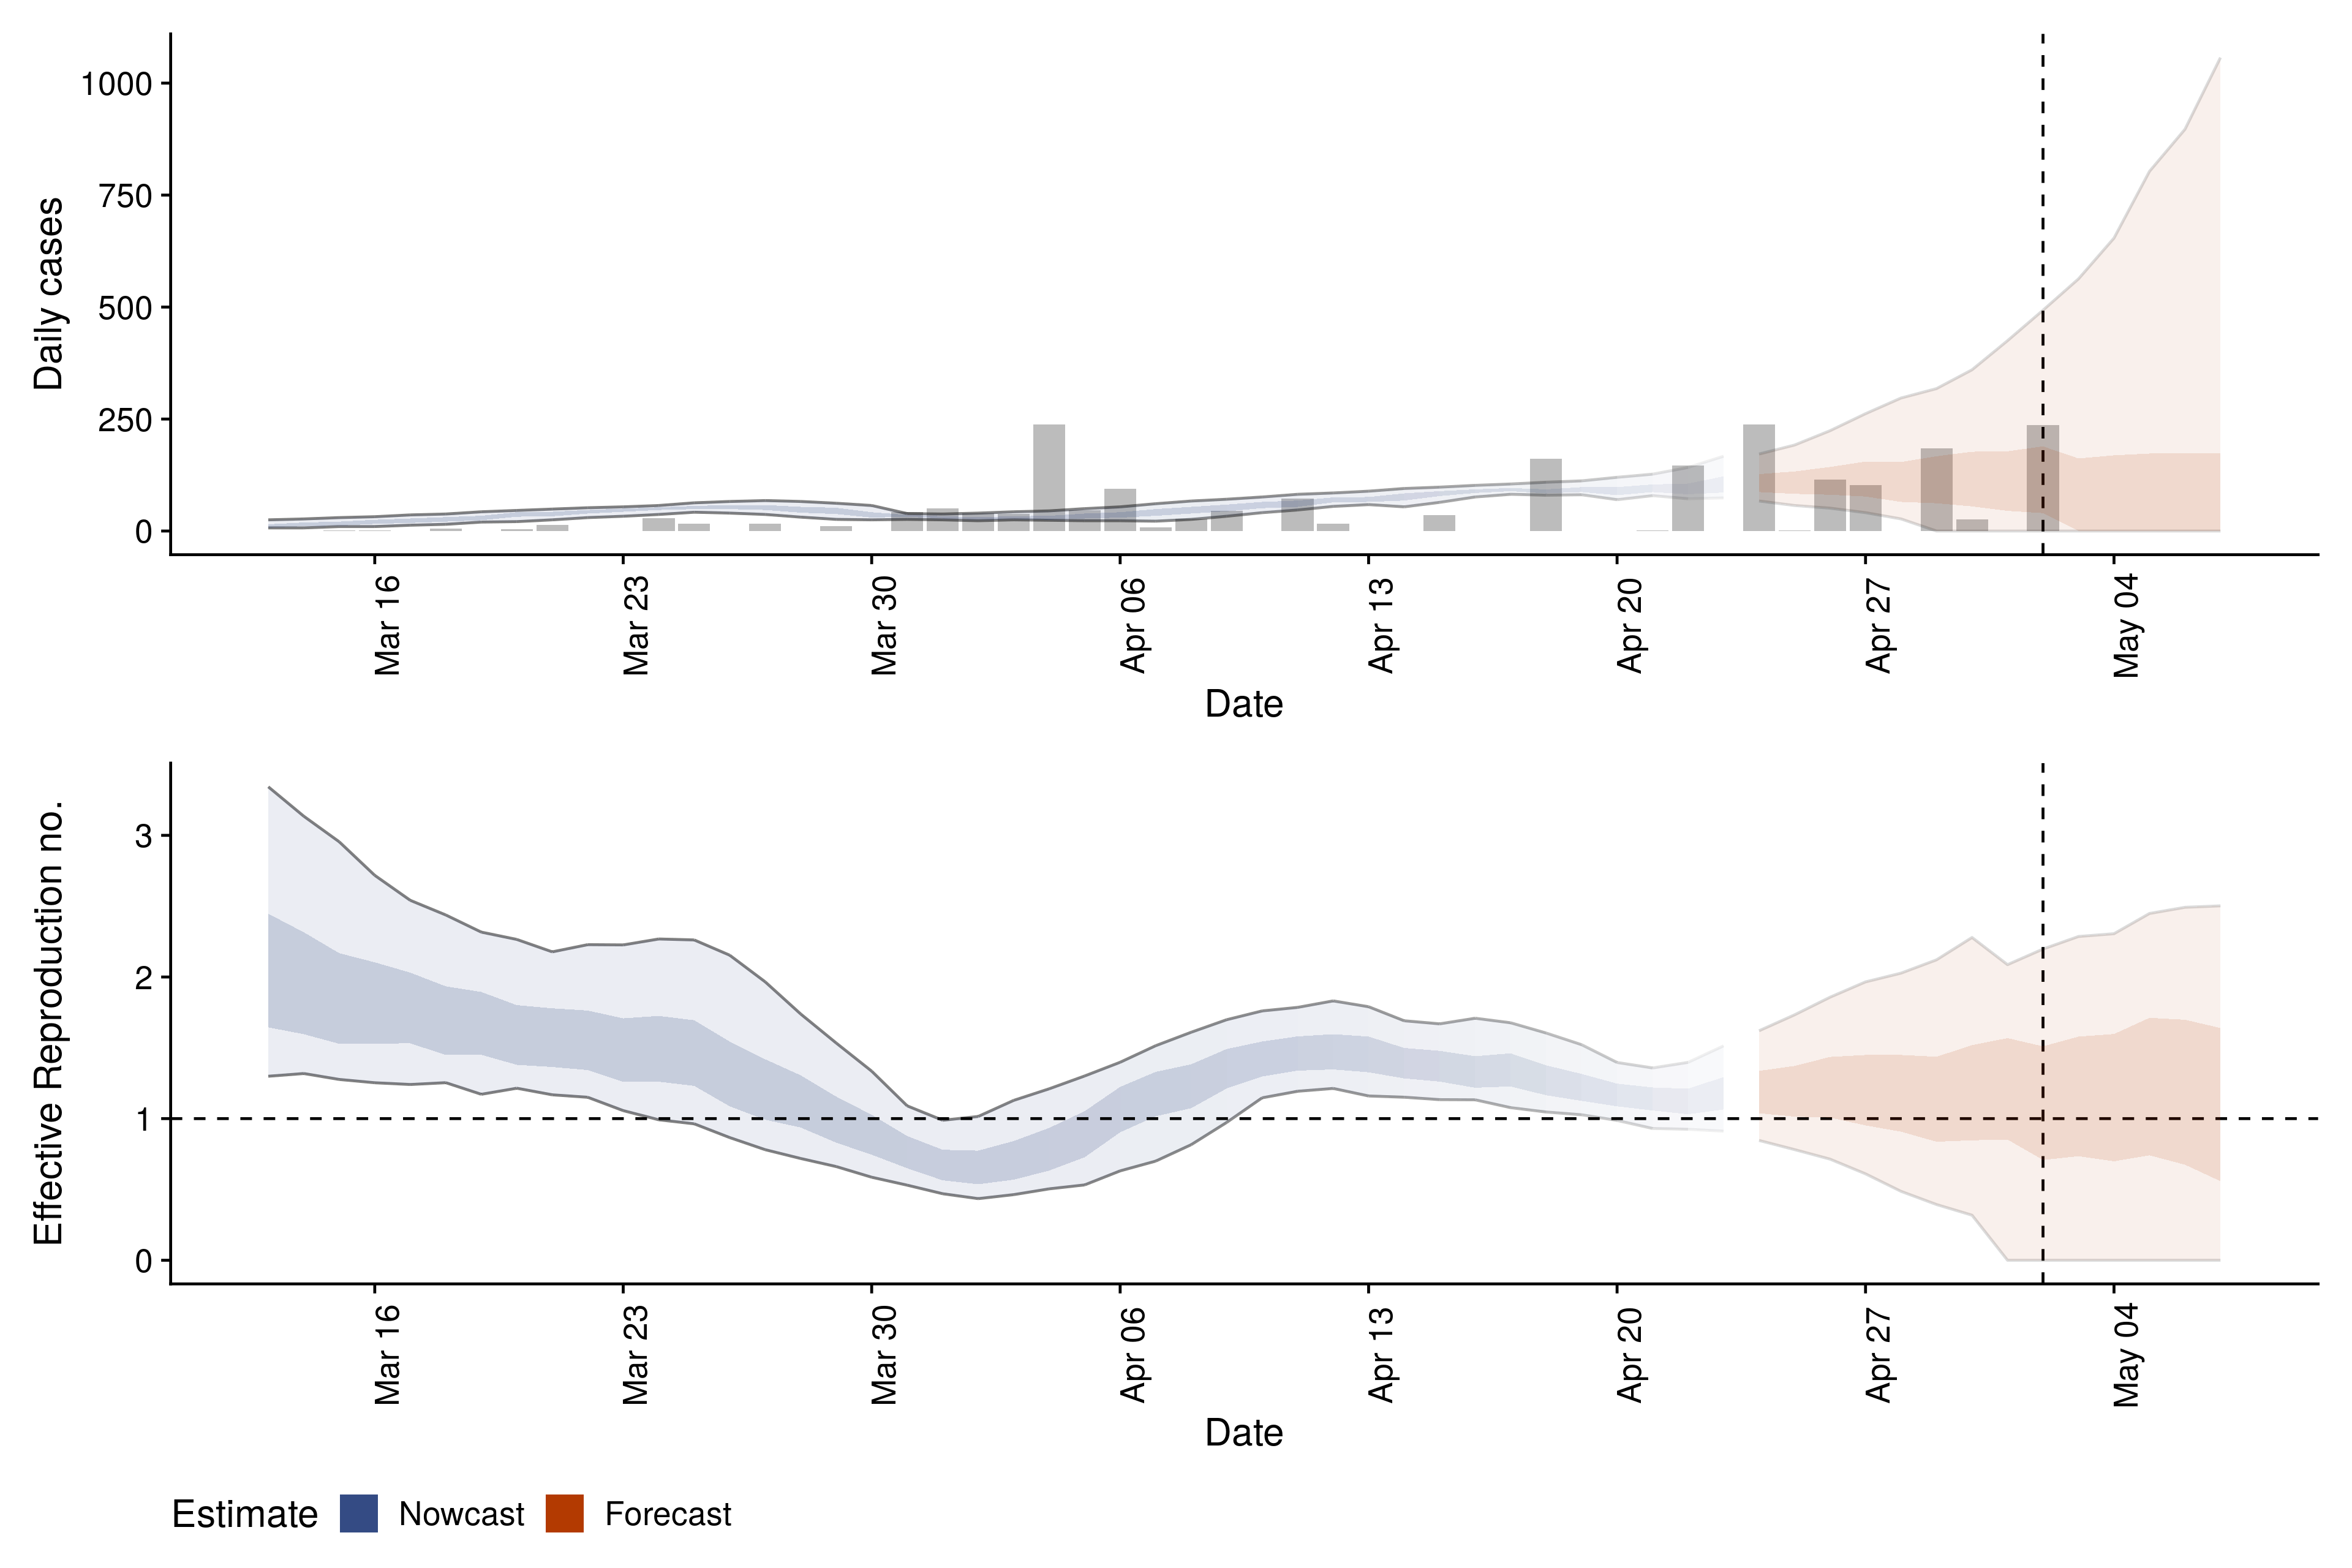 Daily cases
1000
750
500
250
0
Mar 16
Mar 23
Mar 30
Apr 06
Apr 13
Apr 20
Apr 27
May 04
Date
Effective Reproduction no.
3
2
1
0
Mar 16
Mar 23
Mar 30
Apr 06
Apr 13
Apr 20
Apr 27
May 04
Date
Estimate Nowcast Forecast